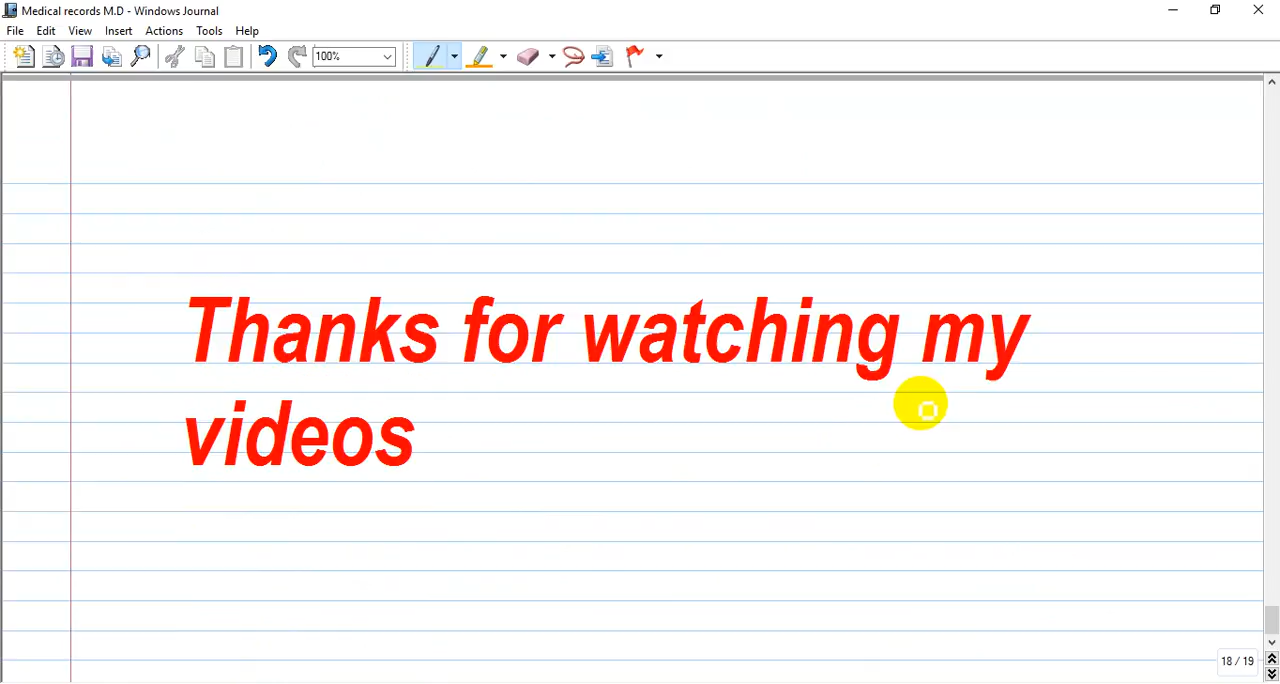 Medical records M.D - Windows Journal
File Edit View Insert Actions Tools Help
100%
Thanks for watching my
videos
18 / 19